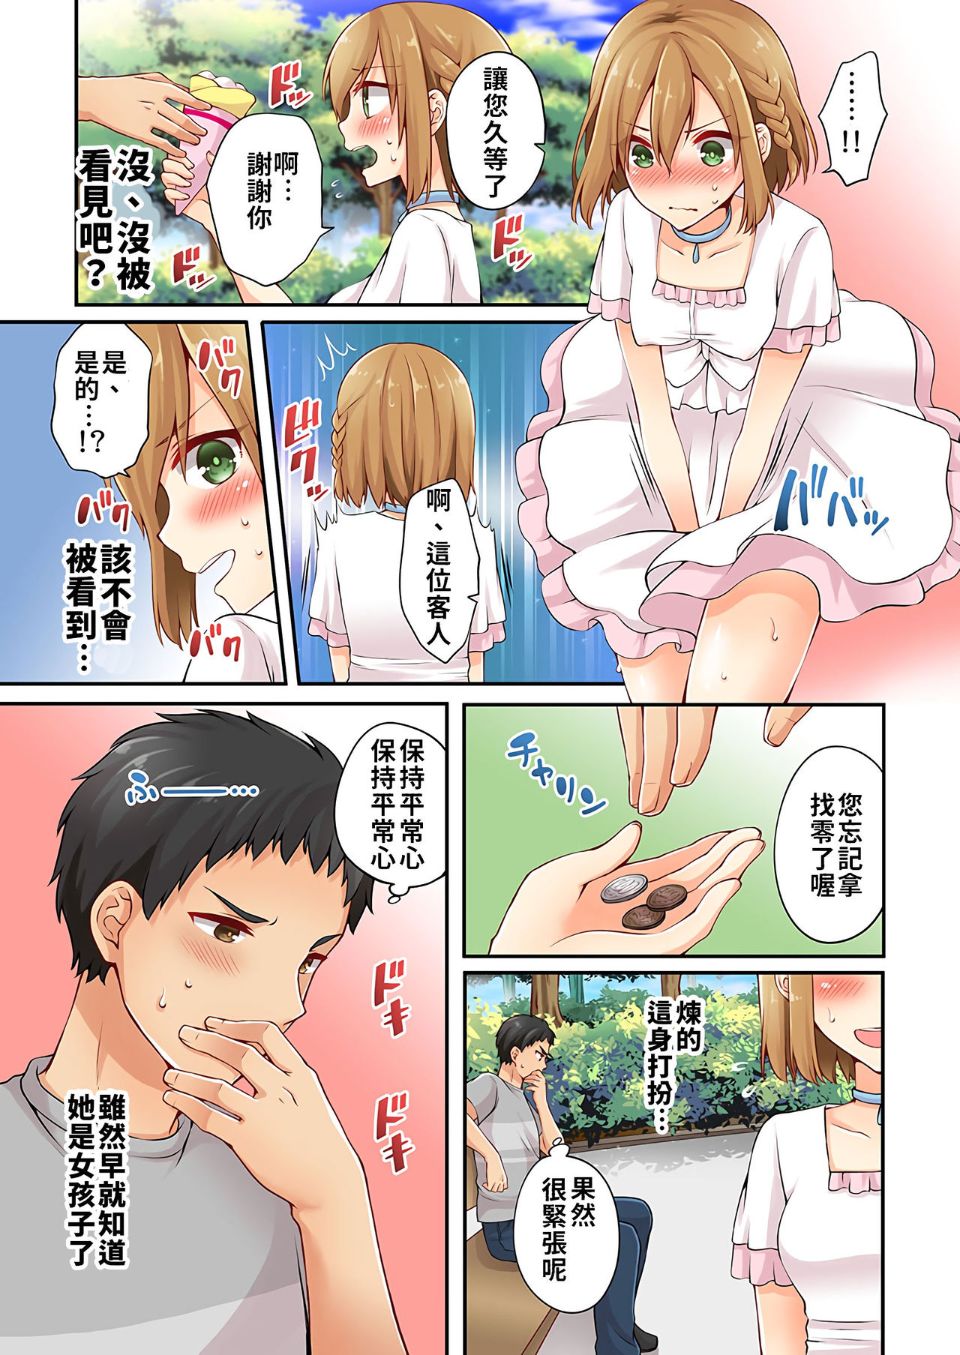 ……!!
ババッ
讓您久等了
啊…
謝謝你
ドッ
ドッ
ドッ
沒、沒被
看見吧?
ビクッ
啊、這位客人
是、
是的…!?
バク
バク
バク
該不會
被看到…
您忘記拿
找零了喔
チャリン
煉的
這身打扮…
果然
很緊張呢
保持平常心
保持平常心
ふーー…
ドキ
ドキ
雖然早就知道
她是女孩子了